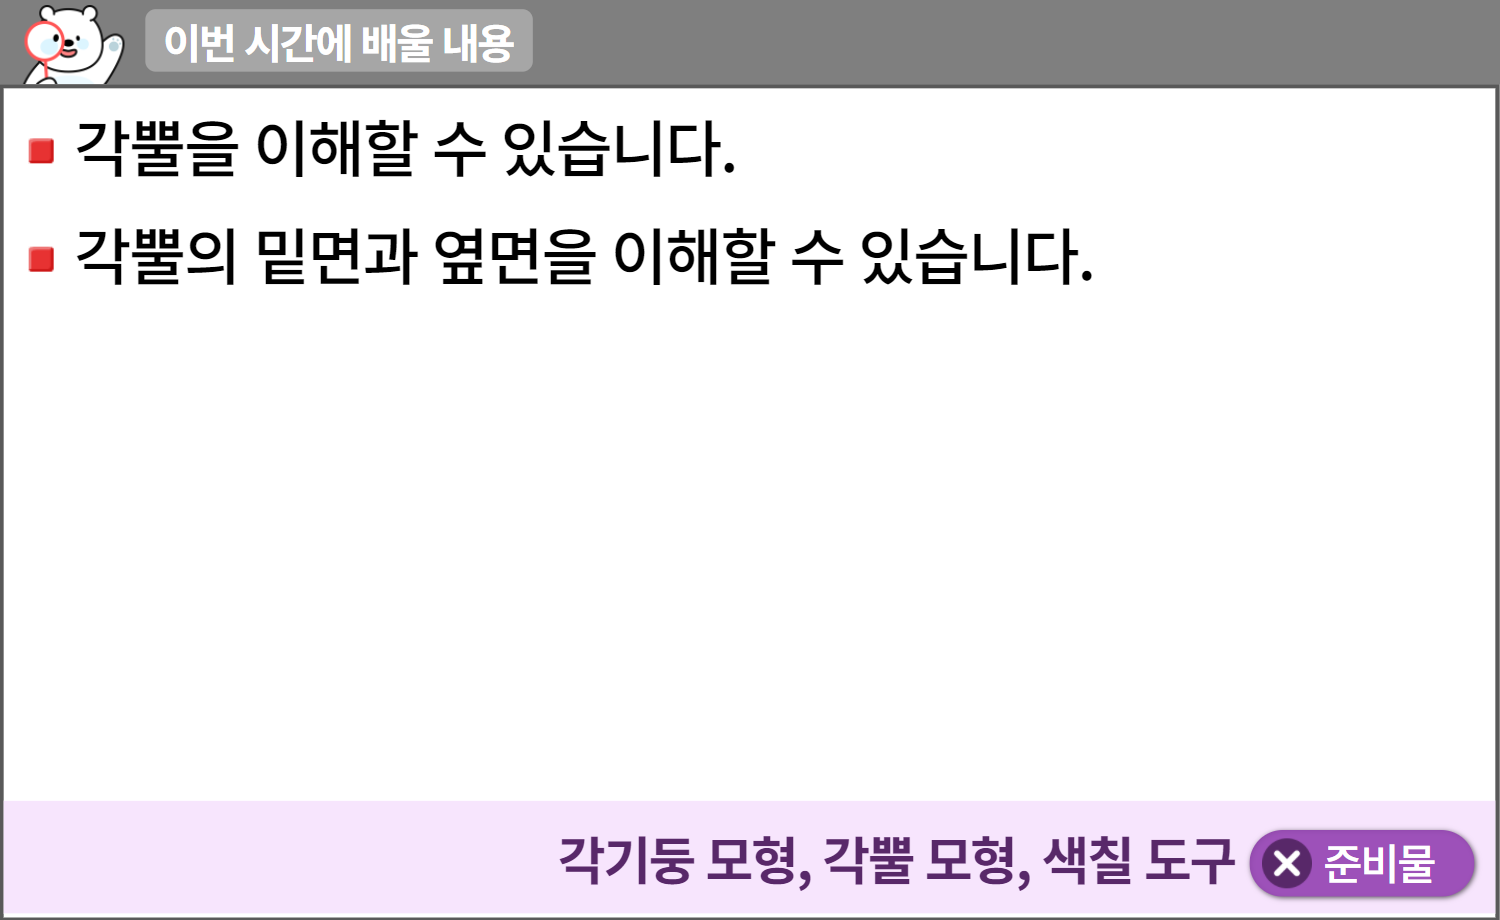 이번 시간에 배울 내용
각뿔을 이해할 수 있습니다.
각뿔의 밑면과 옆면을 이해할 수 있습니다.
각기둥 모형, 각뿔 모형, 색칠 도구 준비물